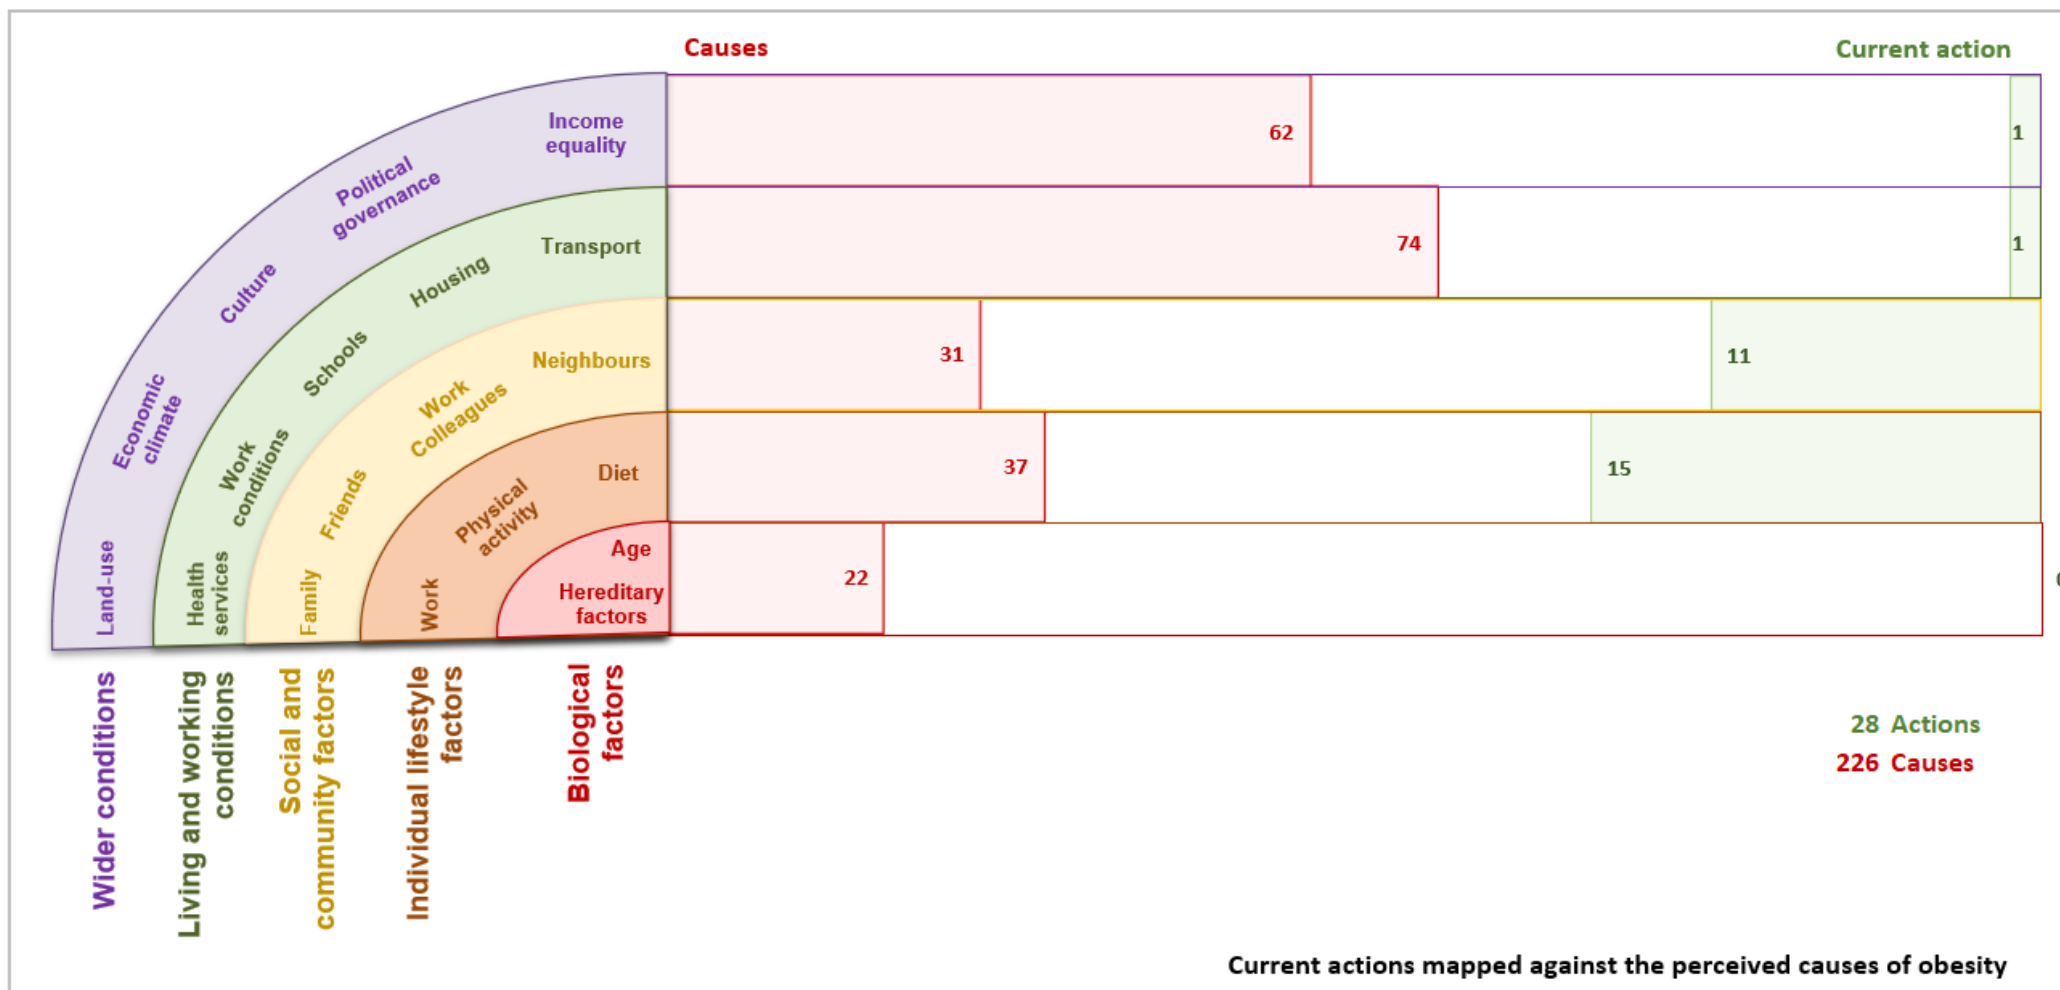 Causes
Current action
Income
equality
Political
governance
Culture
Economic
climate
Land-use
62
1
Transport
Housing
Schools
Work
conditions
Health
services
74
1
Neighbours
Work
Colleagues
Friends
Family
31
11
Diet
Physical
activity
Work
37
15
Age
Hereditary
factors
22
Wider conditions
Living and working
conditions
Social and
community factors
Individual lifestyle
factors
Biological
factors
28 Actions
226 Causes
Current actions mapped against the perceived causes of obesity